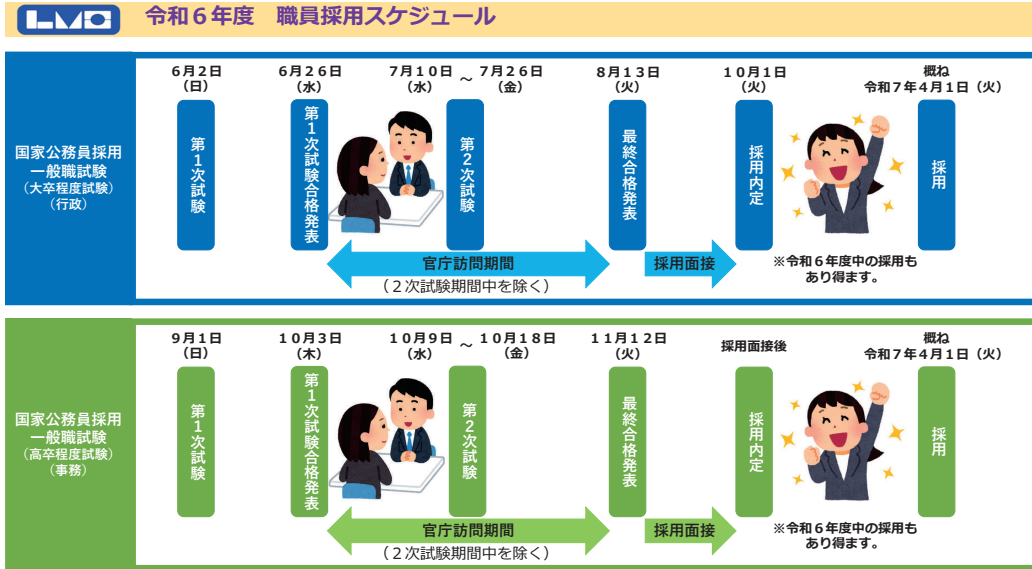 LMO
令和６年度　職員採用スケジュール
国家公務員採用
一般職試験
（大卒程度試験）
（行政）
６月２日
（日）
第１次試験
６月２６日
（水）
第１次試験合格発表
７月１０日 ～ ７月２６日
（水）　（金）
第２次試験
８月１３日
（火）
最終合格発表
１０月１日
（火）
採用内定
概ね
令和７年４月１日（火）
採用
官庁訪問期間
（２次試験期間中を除く）
採用面接
※令和６年度中の採用も
あり得ます。
国家公務員採用
一般職試験
（高卒程度試験）
（事務）
９月１日
（日）
第１次試験
１０月３日
（木）
第１次試験合格発表
１０月９日 ～ １０月１８日
（水）　（金）
第２次試験
１１月１２日
（火）
最終合格発表
採用面接後
採用内定
概ね
令和７年４月１日（火）
採用
官庁訪問期間
（２次試験期間中を除く）
採用面接
※令和６年度中の採用も
あり得ます。